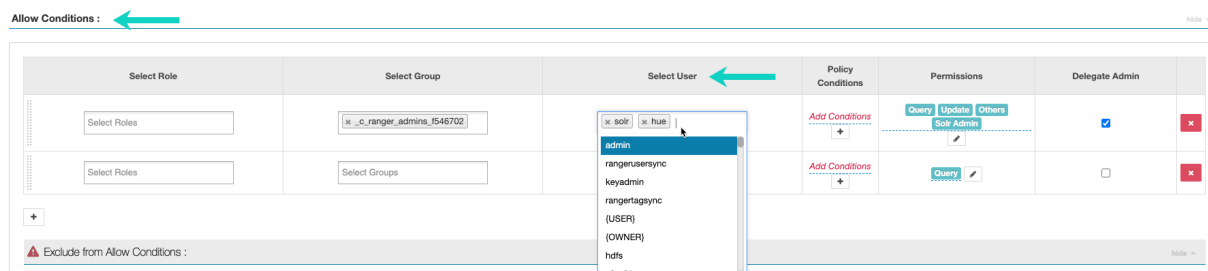 Allow Conditions :
hide
Select Role
Select Group
Select User
Policy Conditions
Permissions
Delegate Admin
Select Roles
× _c_ranger_admins_f546702
× solr × hue
Add Conditions
+
Query Update Others
Solr Admin
×
admin
rangerusersync
keyadmin
rangertagsync
{USER}
{OWNER}
hdfs
Select Roles
Select Groups
Add Conditions
+
Query
×
+
Exclude from Allow Conditions :
hide